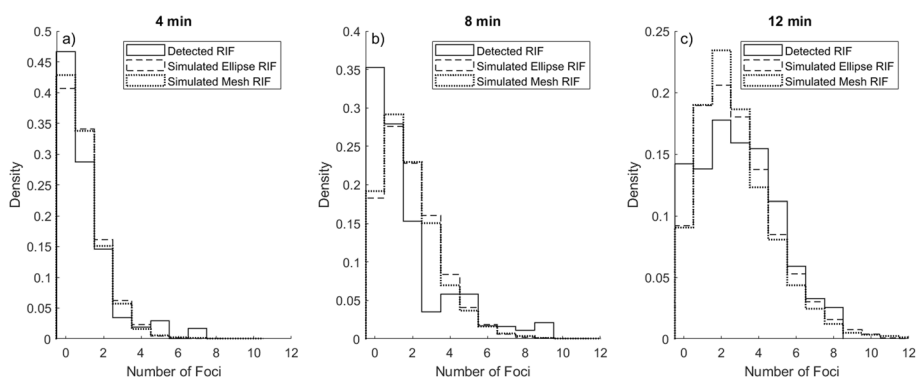 4 min
8 min
12 min
a)
b)
c)
Detected RIF
Simulated Ellipse RIF
Simulated Mesh RIF
Detected RIF
Simulated Ellipse RIF
Simulated Mesh RIF
Detected RIF
Simulated Ellipse RIF
Simulated Mesh RIF
0.5
0.45
0.4
0.35
0.3
0.25
0.2
0.15
0.1
0.05
0
Density
0 2 4 6 8 10 12
Number of Foci
0.4
0.35
0.3
0.25
0.2
0.15
0.1
0.05
0
Density
0 2 4 6 8 10 12
Number of Foci
0.25
0.2
0.15
0.1
0.05
0
Density
0 2 4 6 8 10 12
Number of Foci